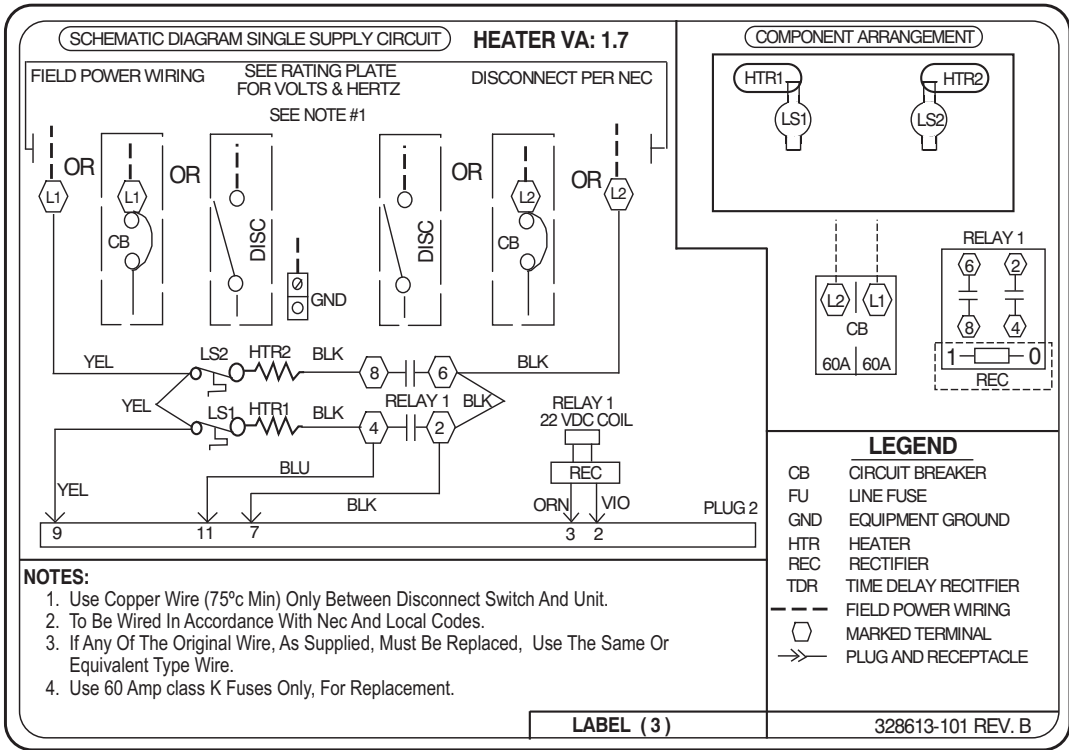 SCHEMATIC DIAGRAM SINGLE SUPPLY CIRCUIT
HEATER VA: 1.7
FIELD POWER WIRING
SEE RATING PLATE
FOR VOLTS & HERTZ
SEE NOTE #1
DISCONNECT PER NEC
L1
OR
L1
CB
OR
DISC
GND
DISC
OR
L2
CB
OR
L2
YEL
LS2
HTR2
BLK
8
6
BLK
YEL
LS1
HTR1
BLK
RELAY 1
4
2
BLK
RELAY 1
22 VDC COIL
REC
BLU
YEL
BLK
ORN
VIO
PLUG 2
9
11
7
3
2
NOTES:
1. Use Copper Wire (75ºc Min) Only Between Disconnect Switch And Unit.
2. To Be Wired In Accordance With Nec And Local Codes.
3. If Any Of The Original Wire, As Supplied, Must Be Replaced, Use The Same Or
Equivalent Type Wire.
4. Use 60 Amp class K Fuses Only, For Replacement.
COMPONENT ARRANGEMENT
HTR1
LS1
HTR2
LS2
L2
L1
CB
60A
60A
RELAY 1
6
2
8
4
1
0
REC
LEGEND
CB CIRCUIT BREAKER
FU LINE FUSE
GND EQUIPMENT GROUND
HTR HEATER
REC RECTIFIER
TDR TIME DELAY RECITFIER
FIELD POWER WIRING
MARKED TERMINAL
PLUG AND RECEPTACLE
LABEL ( 3 )
328613-101 REV. B